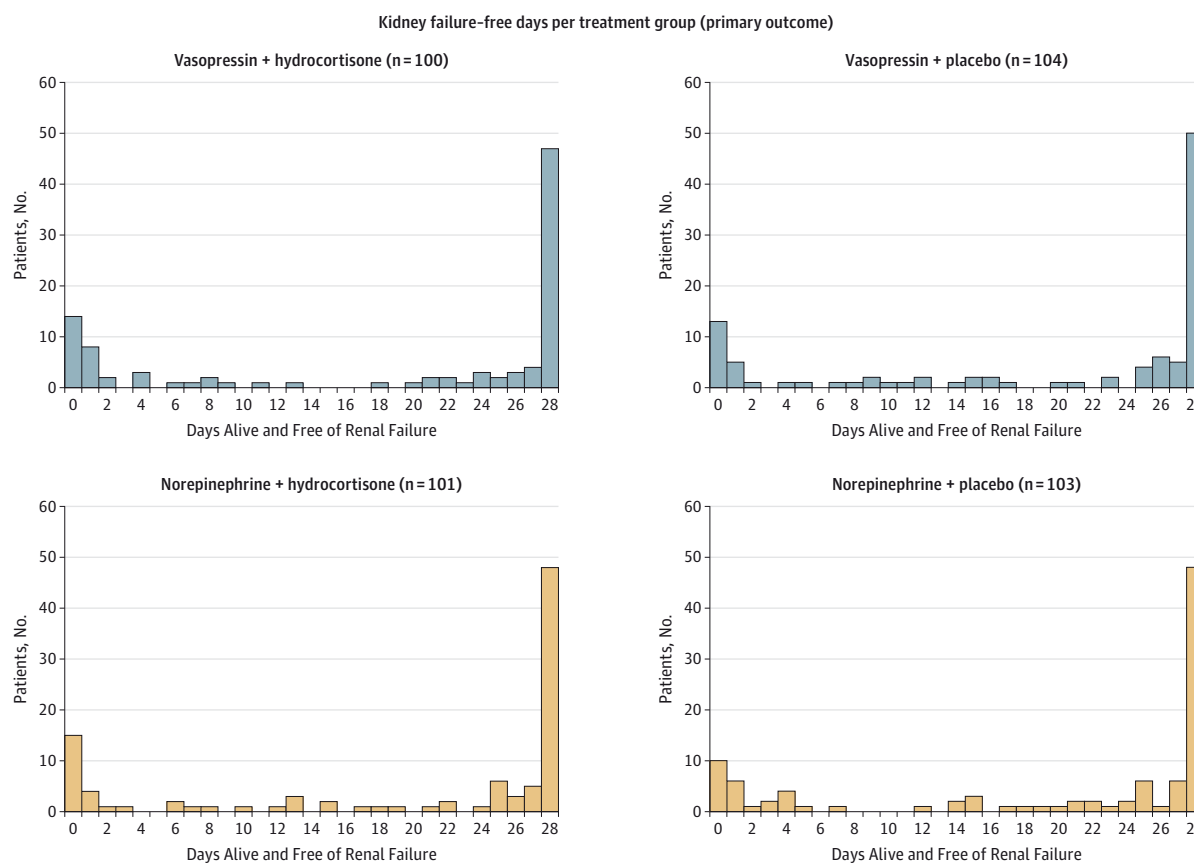 Kidney failure–free days per treatment group (primary outcome)
Vasopressin + hydrocortisone (n = 100)
60
50
40
30
20
10
0
Patients, No.
0 2 4 6 8 10 12 14 16 18 20 22 24 26 28
Days Alive and Free of Renal Failure
Vasopressin + placebo (n = 104)
60
50
40
30
20
10
0
Patients, No.
0 2 4 6 8 10 12 14 16 18 20 22 24 26 2
Days Alive and Free of Renal Failure
Norepinephrine + hydrocortisone (n = 101)
60
50
40
30
20
10
0
Patients, No.
0 2 4 6 8 10 12 14 16 18 20 22 24 26 28
Days Alive and Free of Renal Failure
Norepinephrine + placebo (n = 103)
60
50
40
30
20
10
0
Patients, No.
0 2 4 6 8 10 12 14 16 18 20 22 24 26 2
Days Alive and Free of Renal Failure